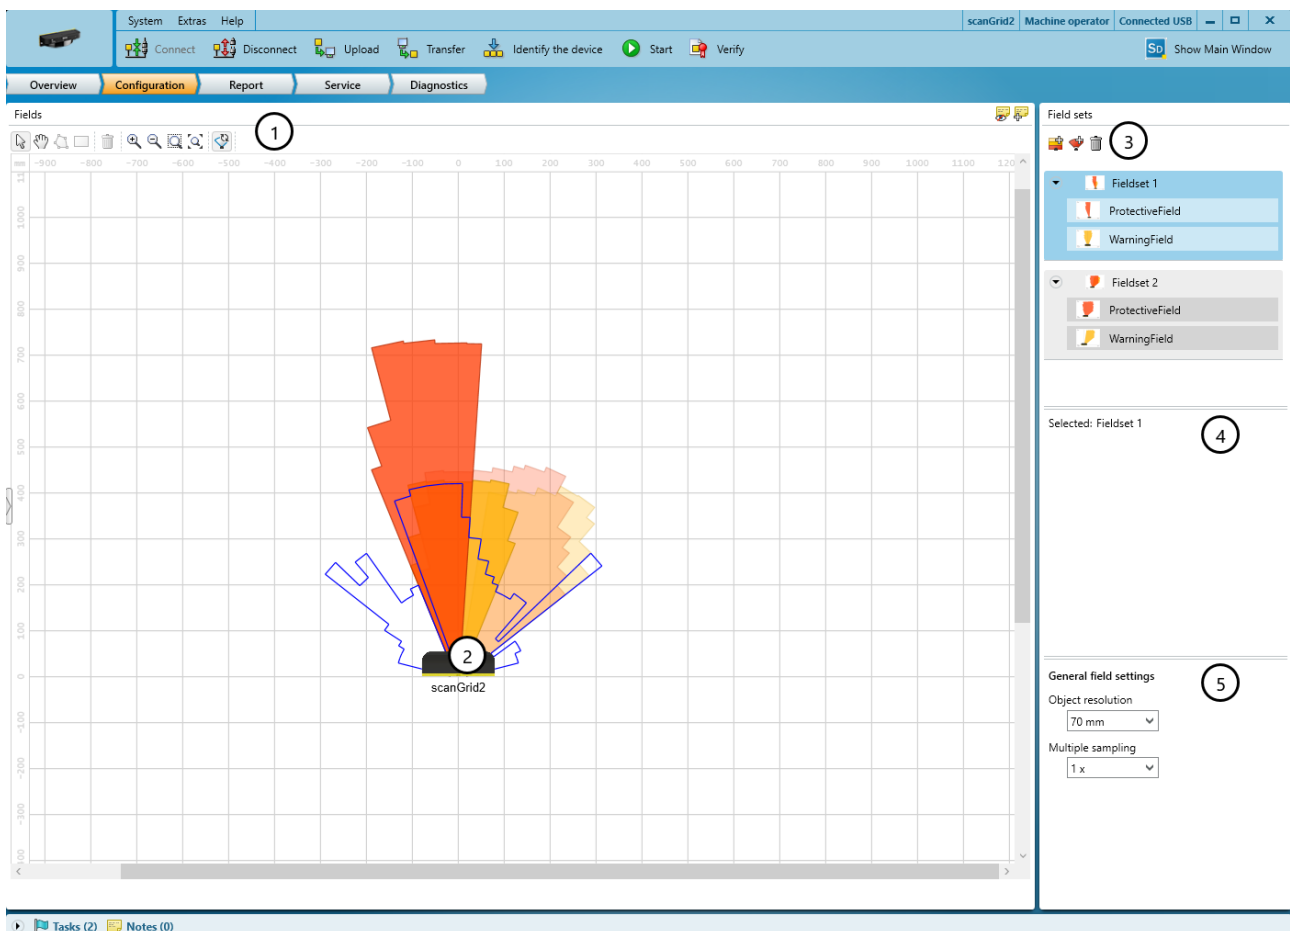 System Extras Help
scanGrid2 Machine operator Connected USB
Connect Disconnect Upload Transfer Identify the device Start Verify
SD Show Main Window
Overview Configuration Report Service Diagnostics
Fields
Field sets
1
3
mm -900 -800 -700 -600 -500 -400 -300 -200 -100 0 100 200 300 400 500 600 700 800 900 1000 1100 120
11
1000
900
800
700
600
500
400
300
200
100
0
-100
-200
-300
Fieldset 1
ProtectiveField
WarningField
Fieldset 2
ProtectiveField
WarningField
Selected: Fieldset 1
4
2
scanGrid2
General field settings
5
Object resolution
70 mm
Multiple sampling
1 x
Tasks (2) Notes (0)